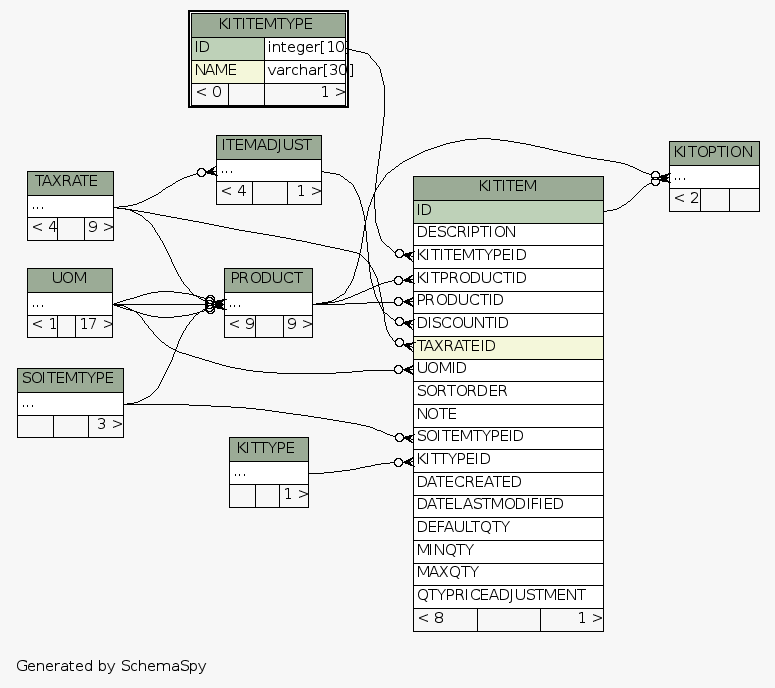 KITITEMTYPE
ID integer[10]
NAME varchar[30]
< 0 1 >
ITEMADJUST
...
< 4 1 >
TAXRATE
...
< 4 9 >
UOM
...
< 1 17 >
PRODUCT
...
< 9 9 >
SOITEMTYPE
...
3 >
KITTYPE
...
1 >
KITITEM
ID
DESCRIPTION
KITITEMTYPEID
KITPRODUCTID
PRODUCTID
DISCOUNTID
TAXRATEID
UOMID
SORTORDER
NOTE
SOITEMTYPEID
KITTYPEID
DATECREATED
DATELASTMODIFIED
DEFAULTQTY
MINQTY
MAXQTY
QTYPRICEADJUSTMENT
< 8 1 >
KITOPTION
...
< 2
Generated by SchemaSpy